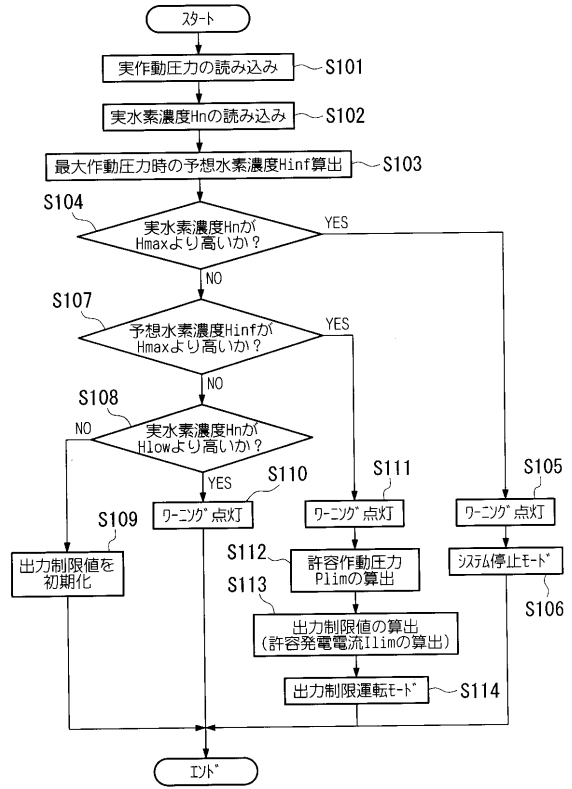 スタート
実作動圧力の読み込み
S101
実水素濃度Hnの読み込み
S102
最大作動圧力時の予想水素濃度Hinf算出
S103
S104
実水素濃度Hnが
Hmaxより高いか？
YES
NO
S107
予想水素濃度Hinfが
Hmaxより高いか？
YES
NO
S108
実水素濃度Hnが
Hlowより高いか？
NO
YES
S109
出力制限値を
初期化
S110
ワーニング点灯
S111
ワーニング点灯
S105
ワーニング点灯
S112
許容作動圧力
Plimの算出
システム停止モード
S106
S113
出力制限値の算出
(許容発電電流Ilimの算出)
出力制限運転モード
S114
エンド